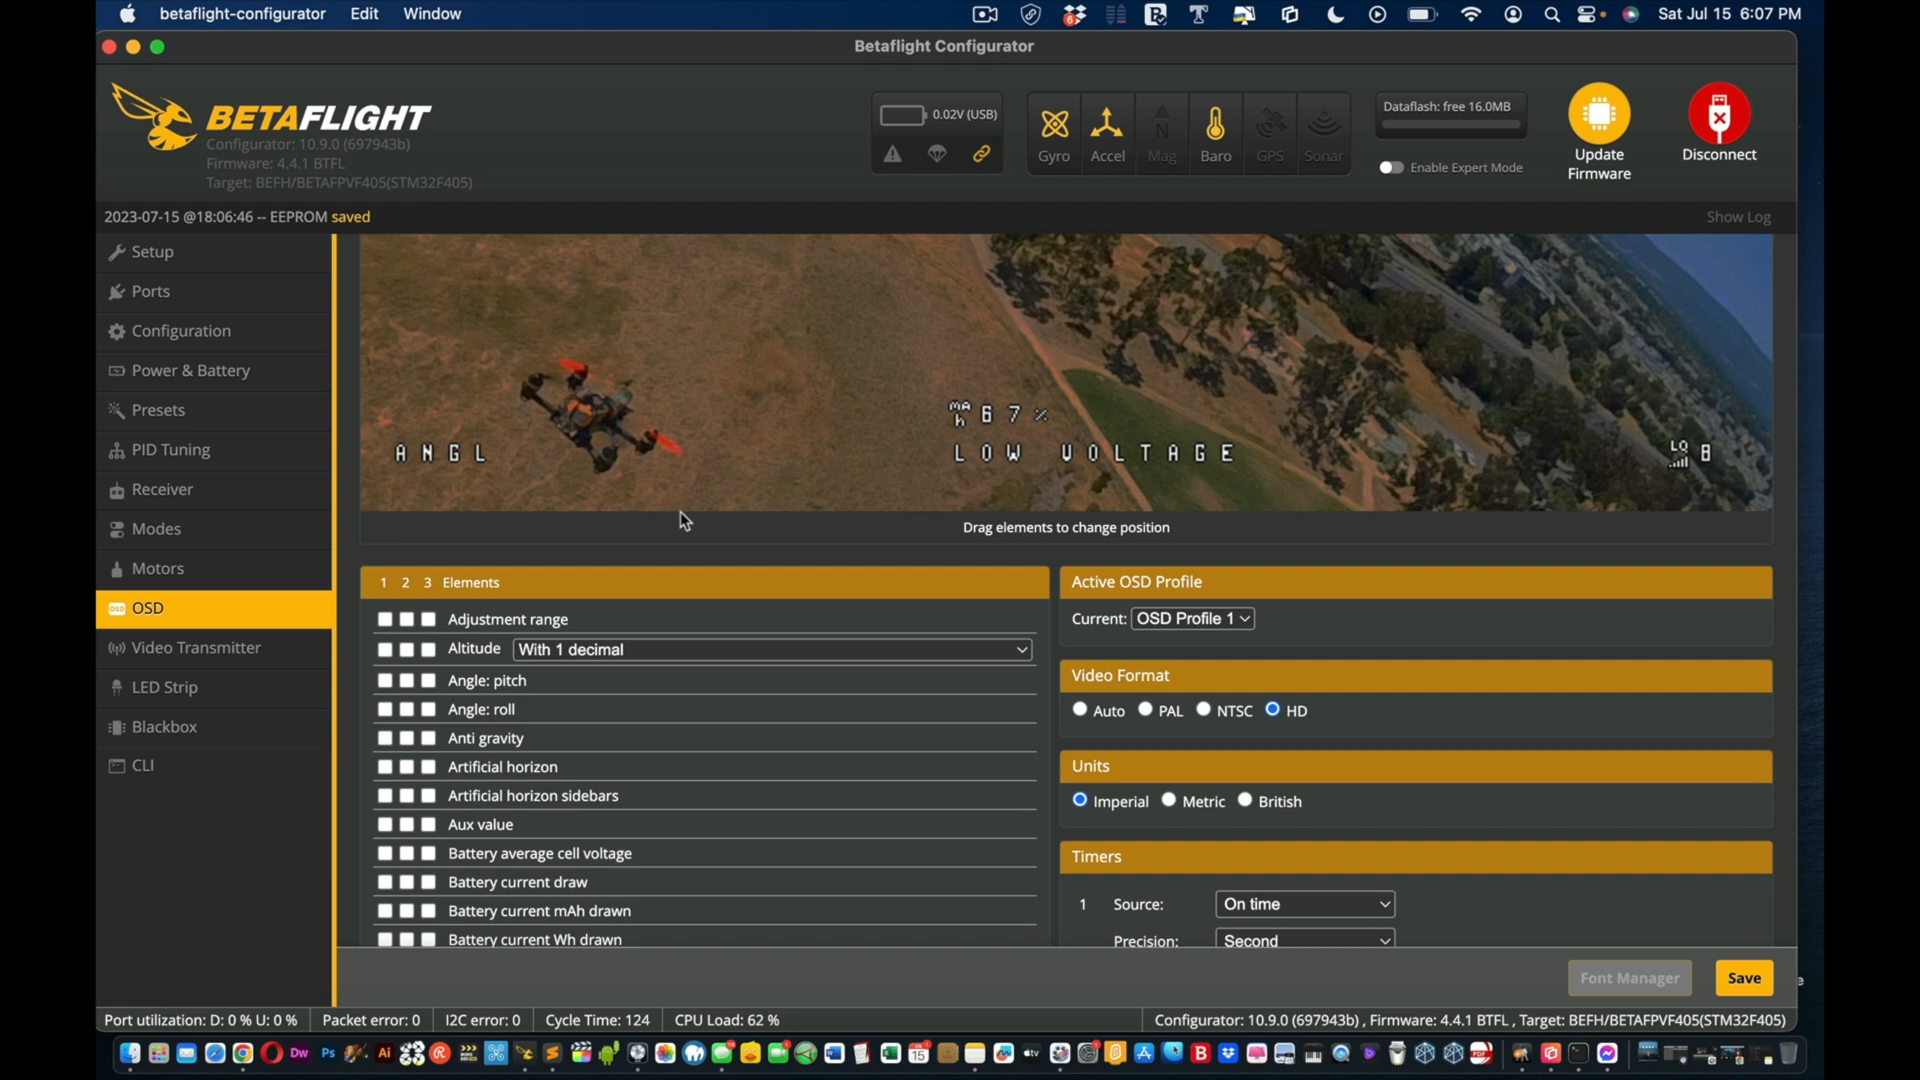 betaflight-configurator Edit Window Sat Jul 15 6:07 PM
Betaflight Configurator
BETAFLIGHT
Configurator: 10.9.0 (697943b)
Firmware: 4.4.1 BTFL
Target: BEFH/BETAFPVF405(STM32F405)
0.02V (USB)
Gyro Accel Mag Baro GPS Sonar
Dataflash: free 16.0MB
Enable Expert Mode
Update Firmware
Disconnect
2023-07-15 @18:06:46 -- EEPROM saved Show Log
Setup
Ports
Configuration
Power & Battery
Presets
PID Tuning
Receiver
Modes
Motors
OSD
Video Transmitter
LED Strip
Blackbox
CLI
MAh 67%
ANGL LOW VOLTAGE LQ 8
Drag elements to change position
1 2 3 Elements
Adjustment range
Altitude With 1 decimal
Angle: pitch
Angle: roll
Anti gravity
Artificial horizon
Artificial horizon sidebars
Aux value
Battery average cell voltage
Battery current draw
Battery current mAh drawn
Battery current Wh drawn
Active OSD Profile
Current: OSD Profile 1
Video Format
Auto PAL NTSC HD
Units
Imperial Metric British
Timers
1 Source: On time
Precision: Second
Font Manager Save
Port utilization: D: 0 % U: 0 % Packet error: 0 I2C error: 0 Cycle Time: 124 CPU Load: 62 % Configurator: 10.9.0 (697943b) , Firmware: 4.4.1 BTFL , Target: BEFH/BETAFPVF405(STM32F405)